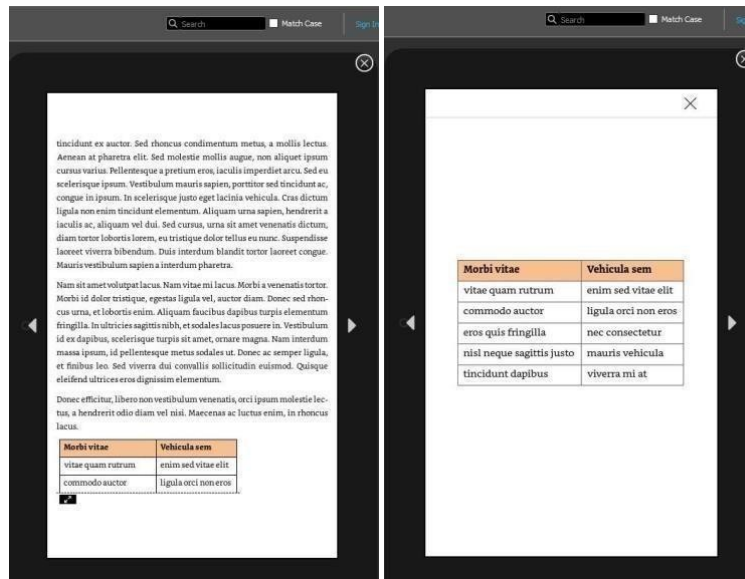 Search
Match Case
Sign In
tincidunt ex auctor. Sed rhoncus condimentum metus, a mollis lectus.
Aenean at pharetra elit. Sed molestie mollis augue, non aliquet ipsum
cursus varius. Pellentesque a pretium eros, iaculis imperdiet arcu. Sed eu
scelerisque ipsum. Vestibulum mauris sapien, porttitor sed tincidunt ac,
congue in ipsum. In scelerisque justo eget lacinia vehicula. Cras dictum
ligula non enim tincidunt elementum. Aliquam urna sapien, hendrerit a
iaculis ac, aliquam vel dui. Sed cursus, urna sit amet venenatis dictum,
diam tortor lobortis lorem, eu tristique dolor tellus eu nunc. Suspendisse
laoreet viverra bibendum. Duis interdum blandit tortor laoreet congue.
Mauris vestibulum sapien a interdum pharetra.
Nam sit amet volutpat lacus. Nam vitae mi lacus. Morbi a venenatis tortor.
Morbi id dolor tristique, egestas ligula vel, auctor diam. Donec sed rhon-
cus urna, et lobortis enim. Aliquam faucibus dapibus turpis elementum
fringilla. In ultricies sagittis nibh, et sodales lacus posuere in. Vestibulum
id ex dapibus, scelerisque turpis sit amet, ornare magna. Nam interdum
massa ipsum, id pellentesque metus sodales ut. Donec ac semper ligula,
et finibus leo. Sed viverra dui convallis sollicitudin euismod. Quisque
eleifend ultrices eros dignissim elementum.
Donec efficitur, libero non vestibulum venenatis, orci ipsum molestie lec-
tus, a hendrerit odio diam vel nisi. Maecenas ac luctus enim, in rhoncus
lacus.
Morbi vitae Vehicula sem
vitae quam rutrum enim sed vitae elit
commodo auctor ligula orci non eros
Search
Match Case
Morbi vitae Vehicula sem
vitae quam rutrum enim sed vitae elit
commodo auctor ligula orci non eros
eros quis fringilla nec consectetur
nisl neque sagittis justo mauris vehicula
tincidunt dapibus viverra mi at